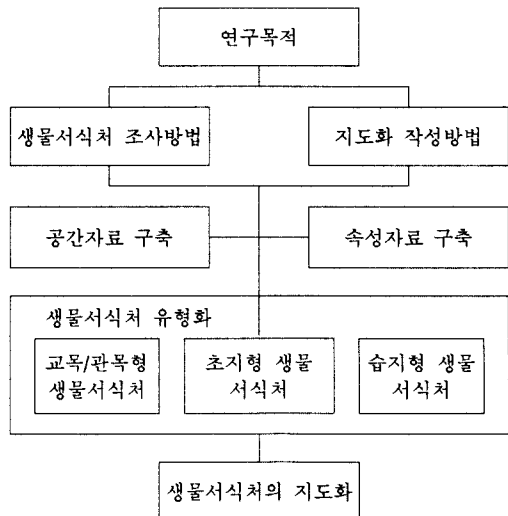 연구목적
생물서식처 조사방법
지도화 작성방법
공간자료 구축
속성자료 구축
생물서식처 유형화
교목/관목형
생물서식처
초지형 생물
서식처
습지형 생물
서식처
생물서식처의 지도화